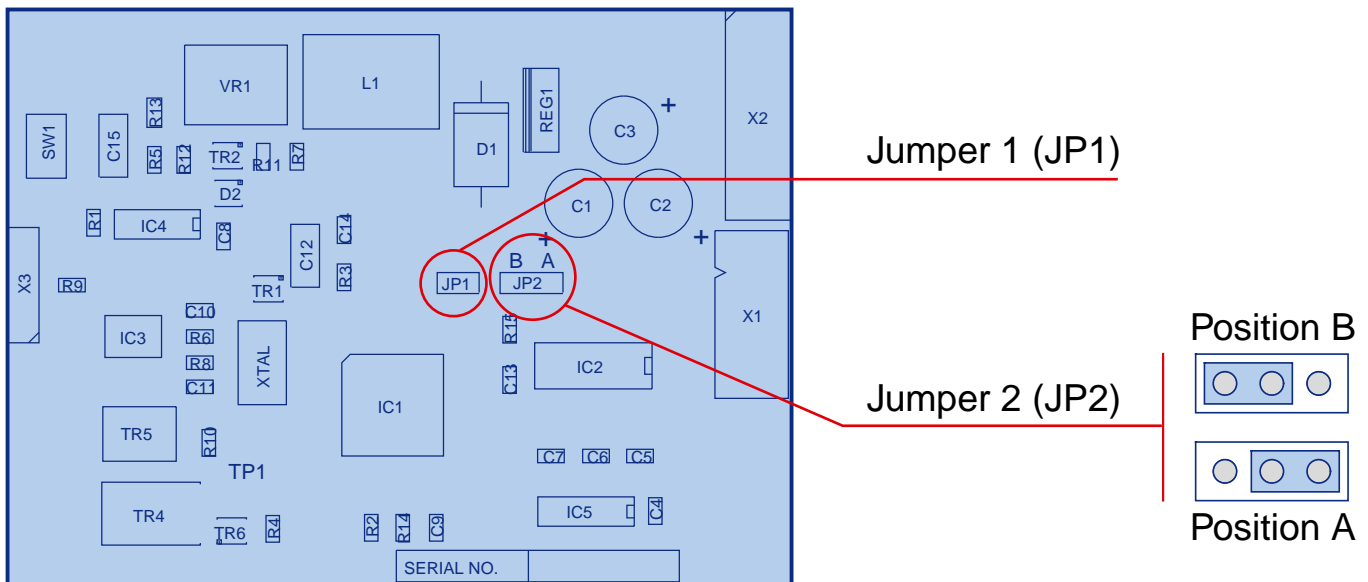 VR1
L1
REG1
C3
+
X2
SW1
C15
R13
R5
R12
TR2
R11
R7
D1
Jumper 1 (JP1)
D2
C1
C2
R1
IC4
C8
C12
C14
+
+
B A
X3
R9
TR1
R3
JP1
JP2
C10
R15
X1
IC3
R6
Position B
XTAL
R8
IC2
C11
C13
IC1
Jumper 2 (JP2)
TR5
R10
C7
C6
C5
TP1
TR4
IC5
C4
TR6
R4
R2
R14
C9
Position A
SERIAL NO.